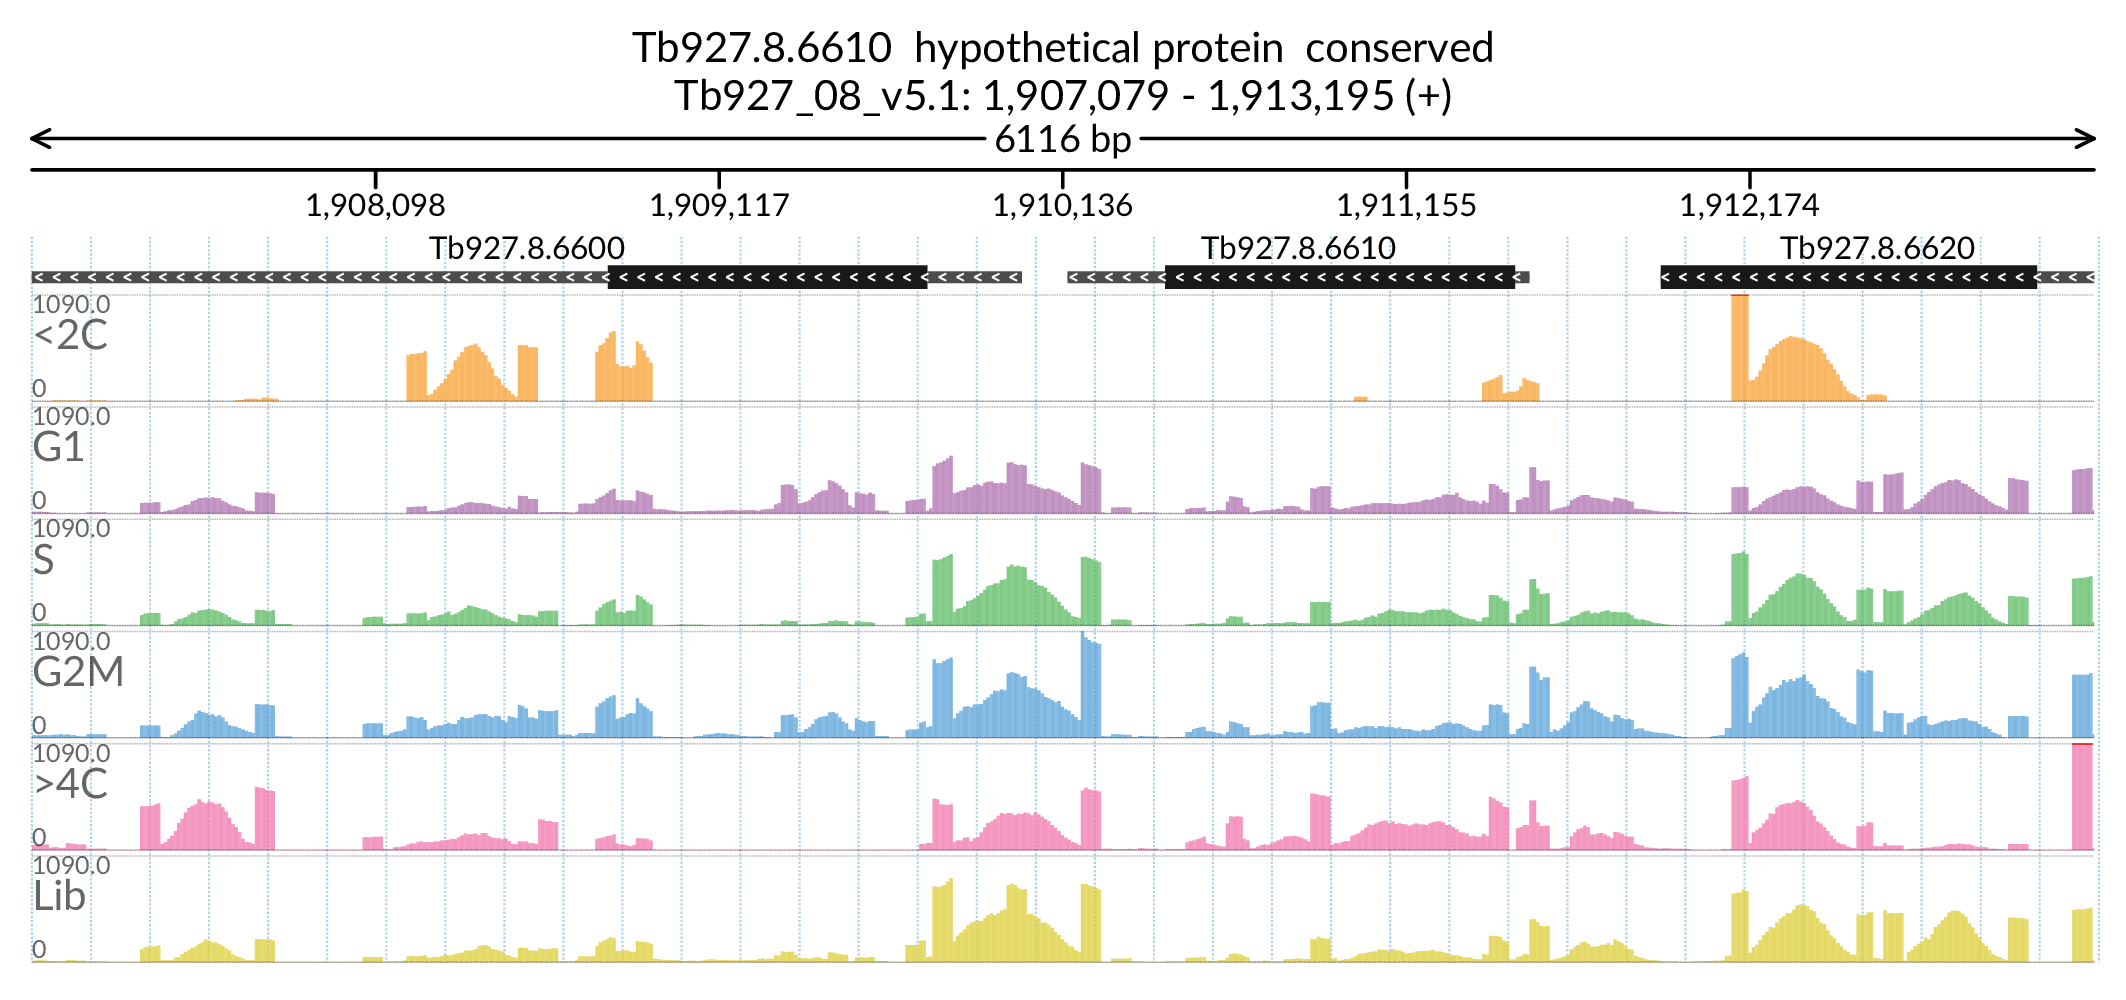 Tb927.8.6610 hypothetical protein conserved
Tb927_08_v5.1: 1,907,079 - 1,913,195 (+)
6116 bp
1,908,098 1,909,117 1,910,136 1,911,155 1,912,174
Tb927.8.6600 Tb927.8.6610 Tb927.8.6620
1090.0
<2C
0
1090.0
G1
0
1090.0
S
0
1090.0
G2M
0
1090.0
>4C
0
1090.0
Lib
0